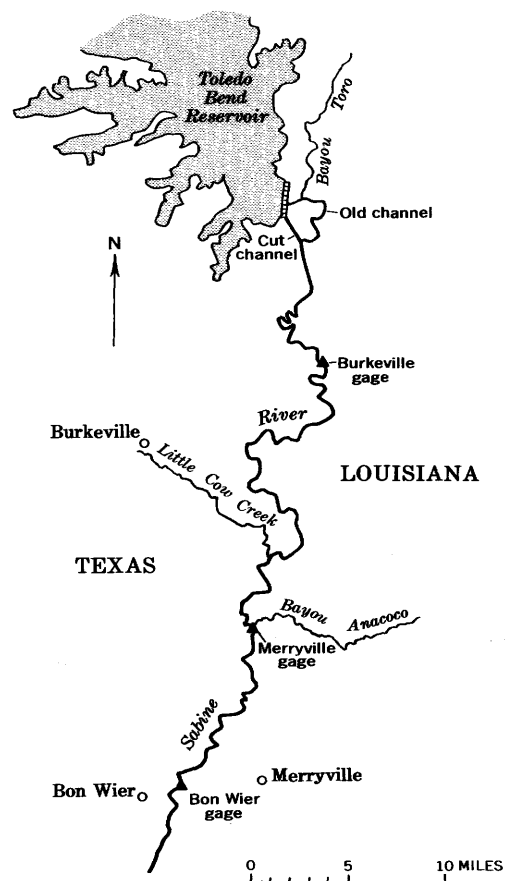 Toledo
Bend
Reservoir
Bayou Toro
Old channel
Cut
channel
N
Burkeville
gage
River
Burkeville
Little Cow Creek
LOUISIANA
TEXAS
Bayou Anacoco
Merryville
gage
Sabine
Bon Wier
Merryville
Bon Wier
gage
0 5 10 MILES